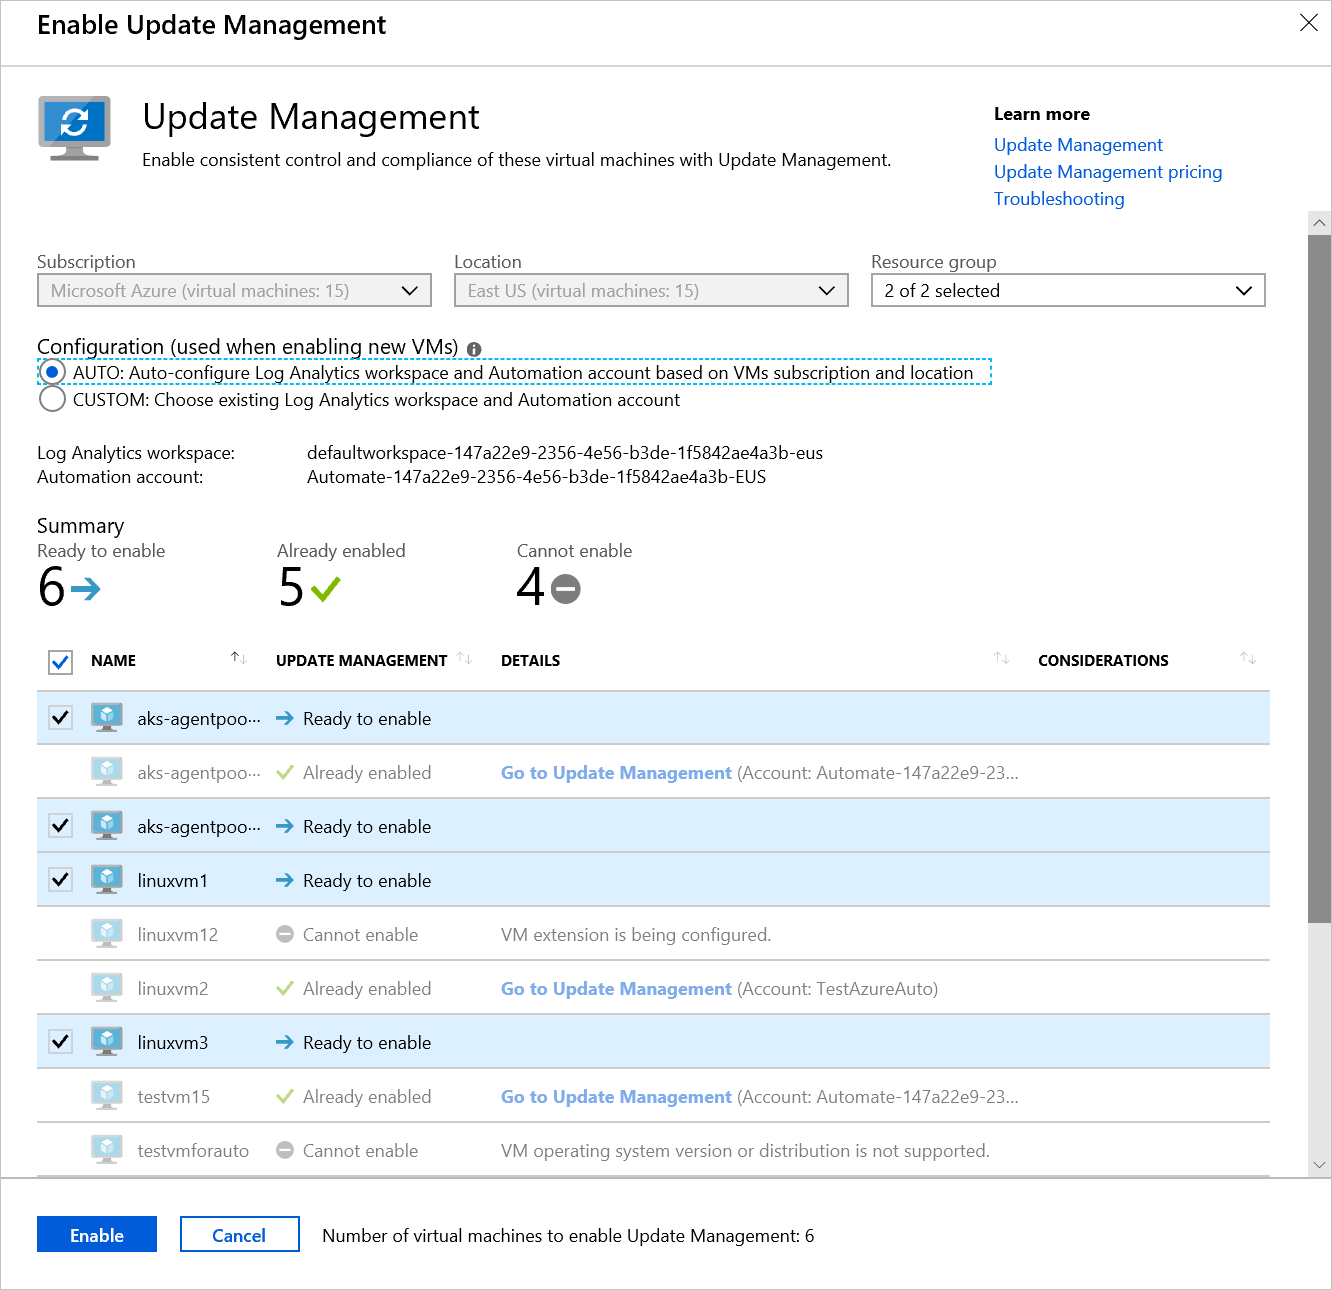 Enable Update Management
Update Management
Enable consistent control and compliance of these virtual machines with Update Management.
Learn more
Update Management
Update Management pricing
Troubleshooting
Subscription
Microsoft Azure (virtual machines: 15)
Location
East US (virtual machines: 15)
Resource group
2 of 2 selected
Configuration (used when enabling new VMs)
AUTO: Auto-configure Log Analytics workspace and Automation account based on VMs subscription and location
CUSTOM: Choose existing Log Analytics workspace and Automation account
Log Analytics workspace: defaultworkspace-147a22e9-2356-4e56-b3de-1f5842ae4a3b-eus
Automation account: Automate-147a22e9-2356-4e56-b3de-1f5842ae4a3b-EUS
Summary
Ready to enable
6
Already enabled
5
Cannot enable
4
NAME UPDATE MANAGEMENT DETAILS CONSIDERATIONS
aks-agentpoo... Ready to enable
aks-agentpoo... Already enabled Go to Update Management (Account: Automate-147a22e9-23...
aks-agentpoo... Ready to enable
linuxvm1 Ready to enable
linuxvm12 Cannot enable VM extension is being configured.
linuxvm2 Already enabled Go to Update Management (Account: TestAzureAuto)
linuxvm3 Ready to enable
testvm15 Already enabled Go to Update Management (Account: Automate-147a22e9-23...
testvmforauto Cannot enable VM operating system version or distribution is not supported.
Enable Cancel Number of virtual machines to enable Update Management: 6